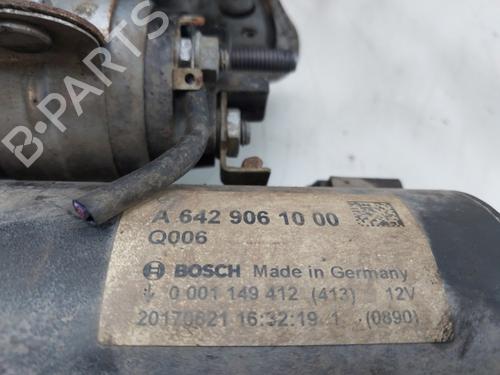 B-PARTS
A 642 906 10 00
Q006
BOSCH Made in Germany
0 001 149 412 (413) 12V
20170621 16:32:19 1 (0890)